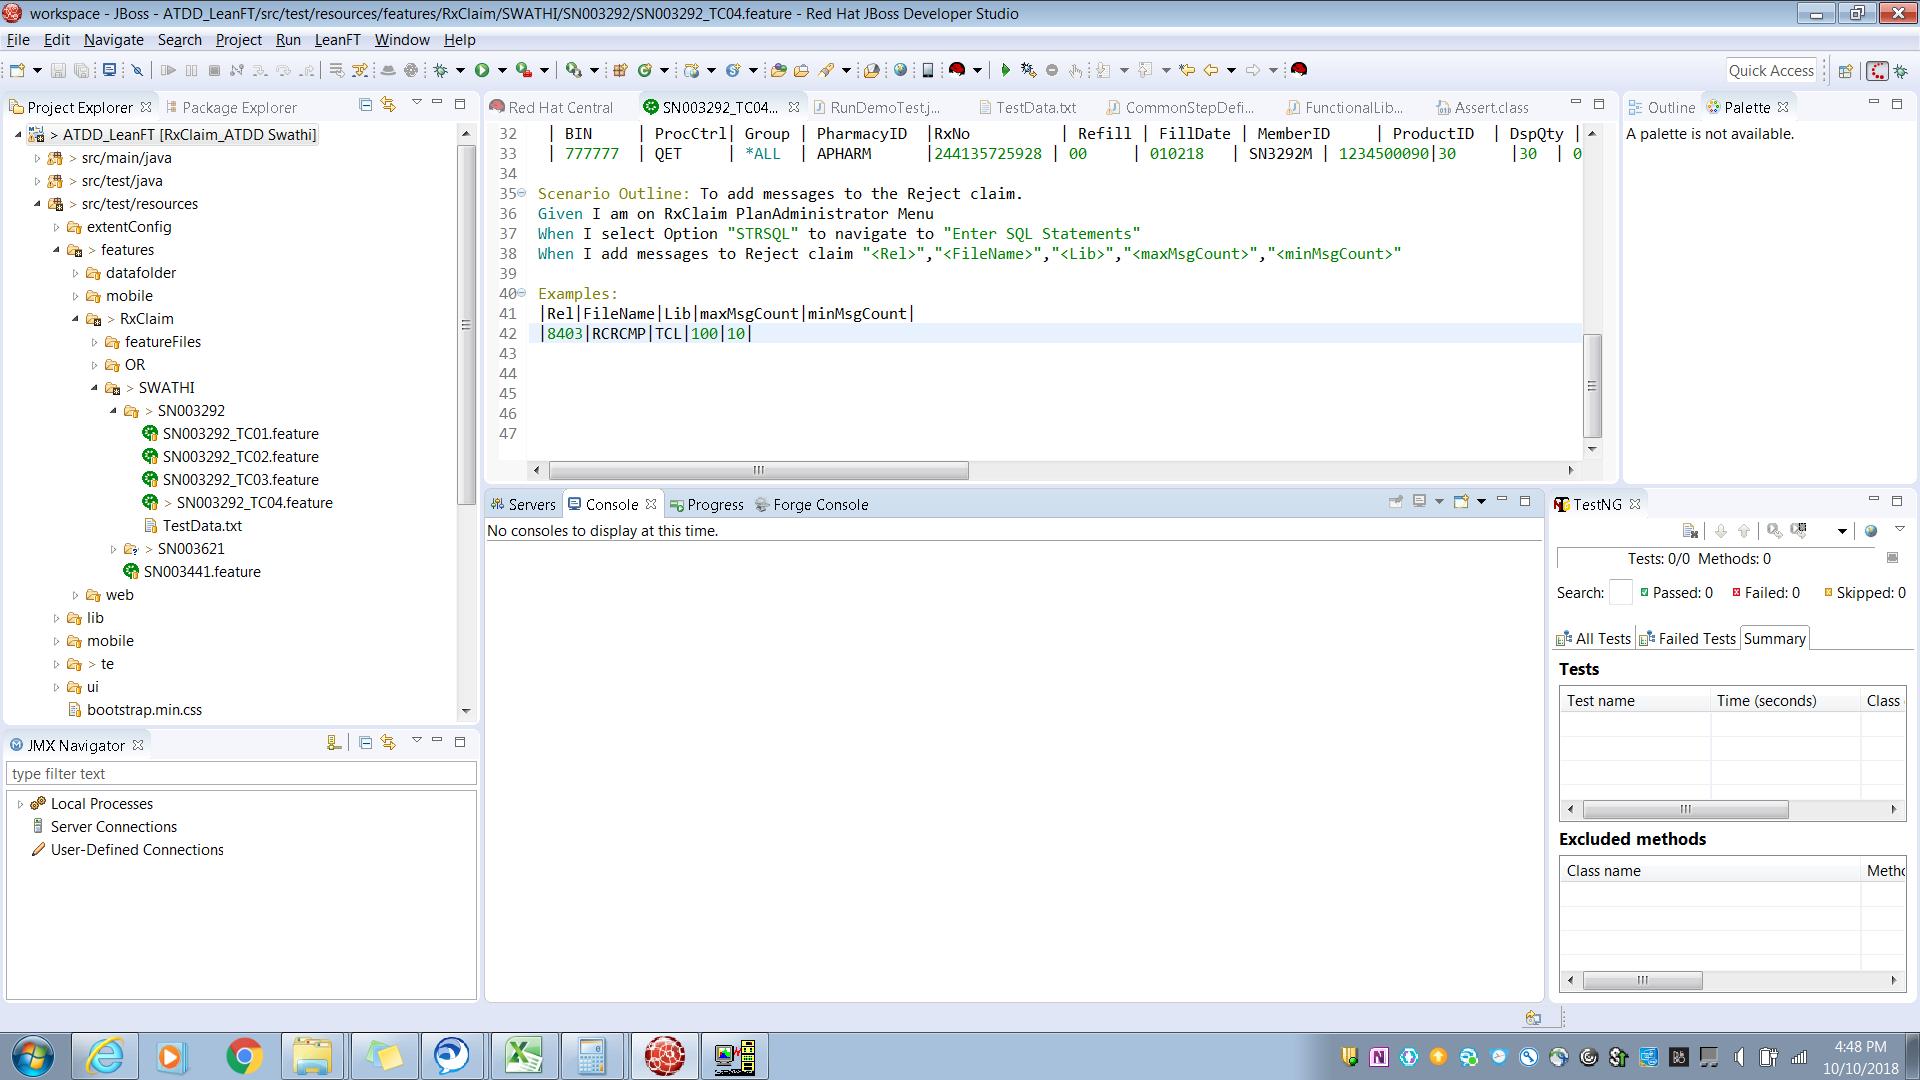 workspace - JBoss - ATDD_LeanFT/src/test/resources/features/RxClaim/SWATHI/SN003292/SN003292_TC04.feature - Red Hat JBoss Developer Studio
File Edit Navigate Search Project Run LeanFT Window Help
Quick Access
Project Explorer
Package Explorer
> ATDD_LeanFT [RxClaim_ATDD Swathi]
> src/main/java
> src/test/java
> src/test/resources
extentConfig
> features
datafolder
mobile
> RxClaim
featureFiles
OR
> SWATHI
> SN003292
SN003292_TC01.feature
SN003292_TC02.feature
SN003292_TC03.feature
> SN003292_TC04.feature
TestData.txt
> SN003621
SN003441.feature
web
lib
mobile
> te
ui
bootstrap.min.css
JMX Navigator
type filter text
Local Processes
Server Connections
User-Defined Connections
Red Hat Central
SN003292_TC04...
RunDemoTest.j...
TestData.txt
CommonStepDefi...
FunctionalLib...
Assert.class
32 | BIN | ProcCtrl| Group | PharmacyID |RxNo | Refill | FillDate | MemberID | ProductID | DspQty |
33 | 777777 | QET | *ALL | APHARM |244135725928 | 00 | 010218 | SN3292M | 1234500090|30 |30 | 0
34
35 Scenario Outline: To add messages to the Reject claim.
36 Given I am on RxClaim PlanAdministrator Menu
37 When I select Option "STRSQL" to navigate to "Enter SQL Statements"
38 When I add messages to Reject claim "<Rel>","<FileName>","<Lib>","<maxMsgCount>","<minMsgCount>"
39
40 Examples:
41 |Rel|FileName|Lib|maxMsgCount|minMsgCount|
42 |8403|RCRCMP|TCL|100|10|
43
44
45
46
47
Servers
Console
Progress
Forge Console
No consoles to display at this time.
Outline
Palette
A palette is not available.
TestNG
Tests: 0/0 Methods: 0
Search: Passed: 0 Failed: 0 Skipped: 0
All Tests Failed Tests Summary
Tests
Test name Time (seconds) Class
Excluded methods
Class name Meth
4:48 PM
10/10/2018